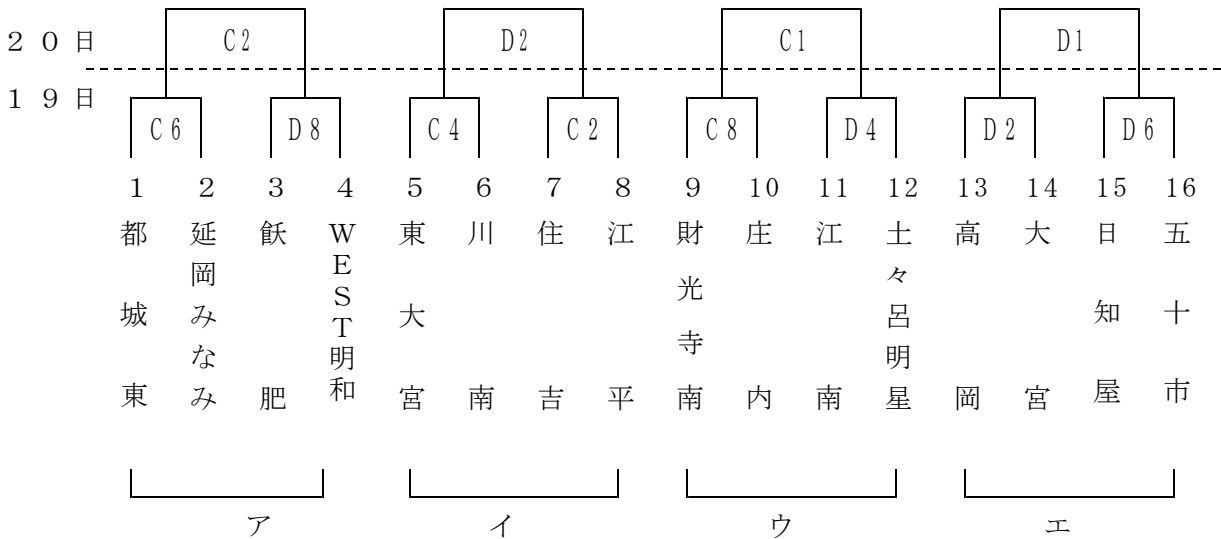 20日 C2 D2 C1 D1
19日
C6 D8 C4 C2 C8 D4 D2 D6
1 2 3 4 5 6 7 8 9 10 11 12 13 14 15 16
都城東
延岡みなみ
飫肥
WEST明和
東大宮
川南
住吉
江平
財光寺南
庄内
江南
土々呂明星
高岡
大宮
日知屋
五十市
ア イ ウ エ